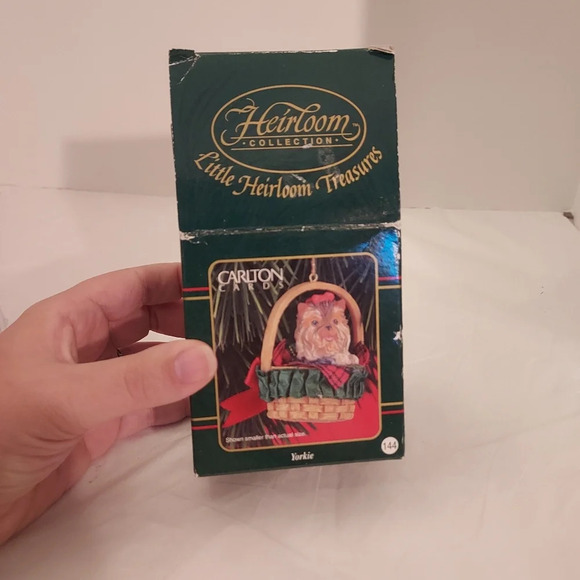 Heirloom
• COLLECTION •
Little Heirloom Treasures
CARLTON
CARDS
Shown smaller than actual size.
Yorkie
144